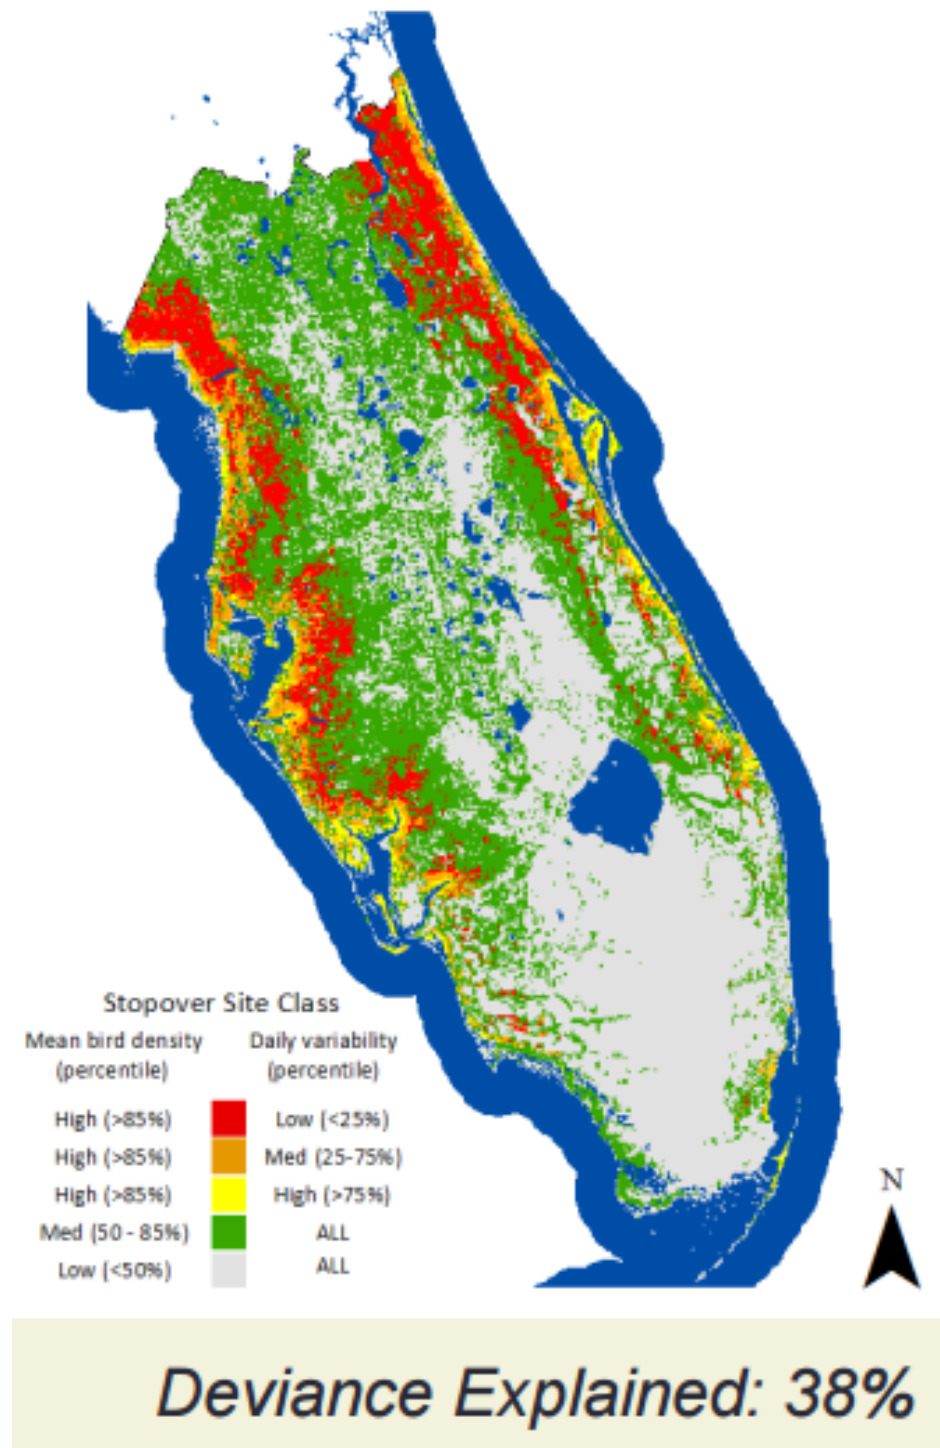 Stopover Site Class
Mean bird density Daily variability
(percentile) (percentile)
High (>85%) Low (<25%)
High (>85%) Med (25-75%)
High (>85%) High (>75%)
Med (50 - 85%) ALL
Low (<50%) ALL
N
Deviance Explained: 38%